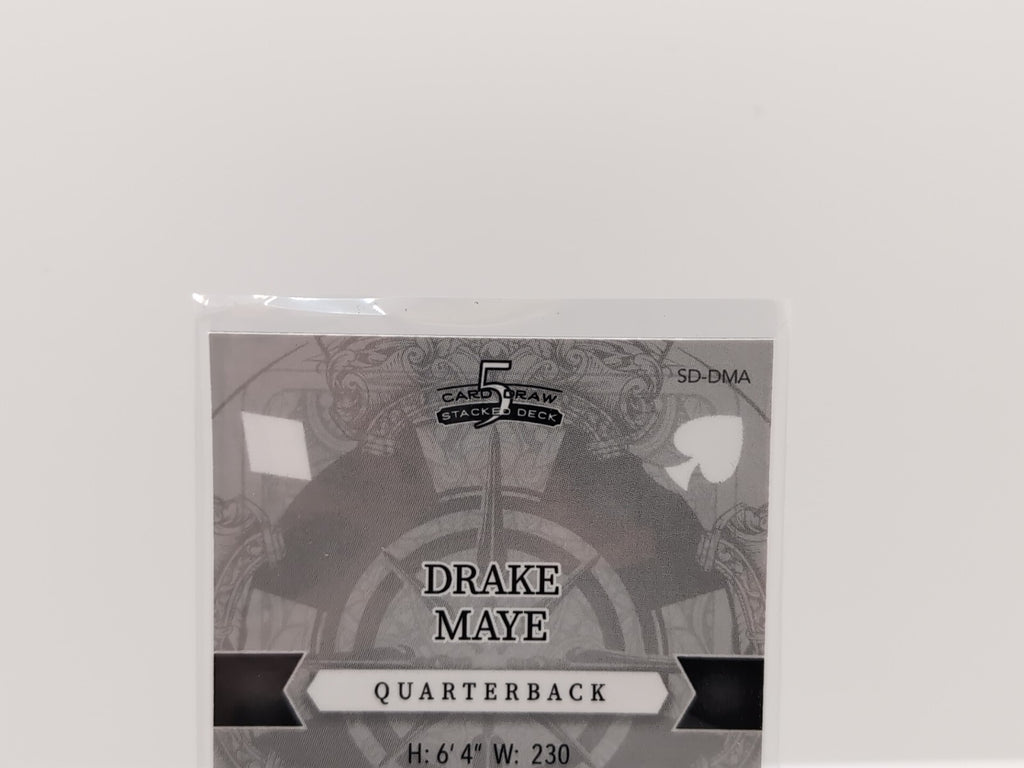 5
CARD DRAW
STACKED DECK
SD-DMA
DRAKE
MAYE
QUARTERBACK
H: 6' 4" W: 230